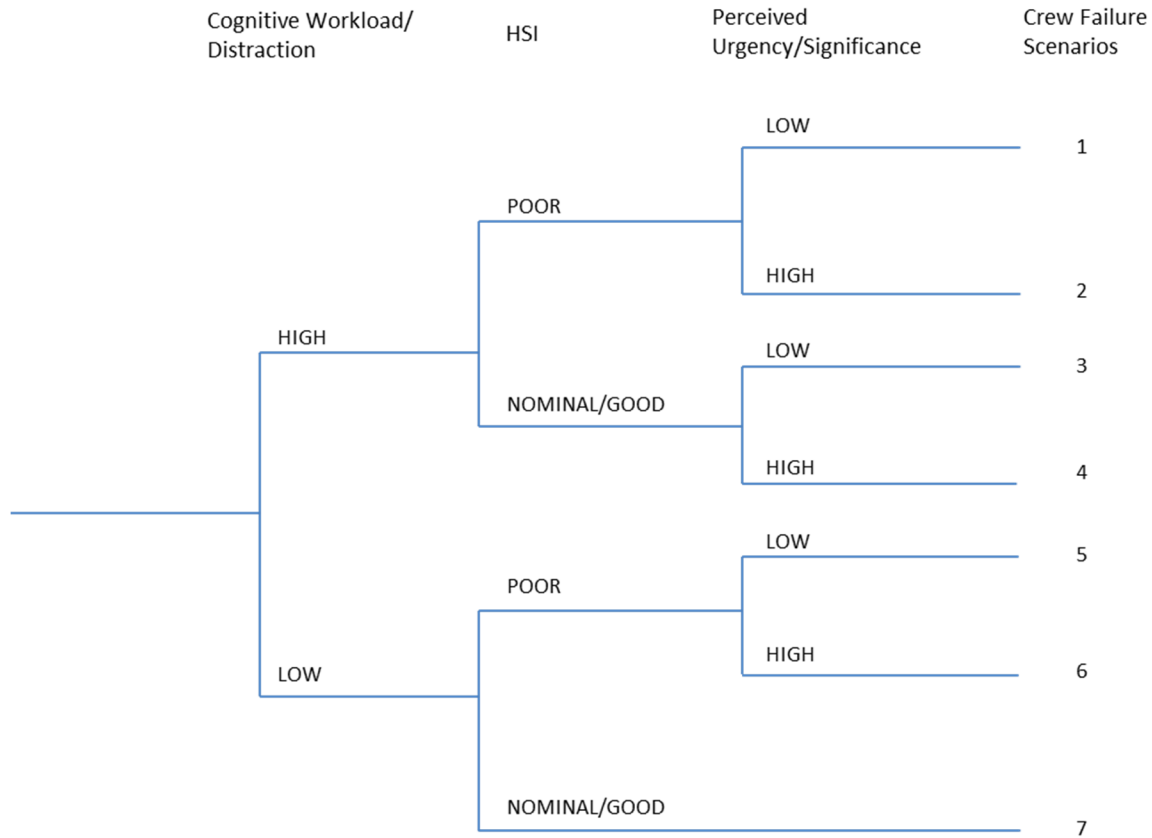 Cognitive Workload/
Distraction
HSI
Perceived
Urgency/Significance
Crew Failure
Scenarios
LOW
1
POOR
HIGH
2
HIGH
LOW
3
NOMINAL/GOOD
HIGH
4
LOW
5
POOR
HIGH
6
LOW
NOMINAL/GOOD
7